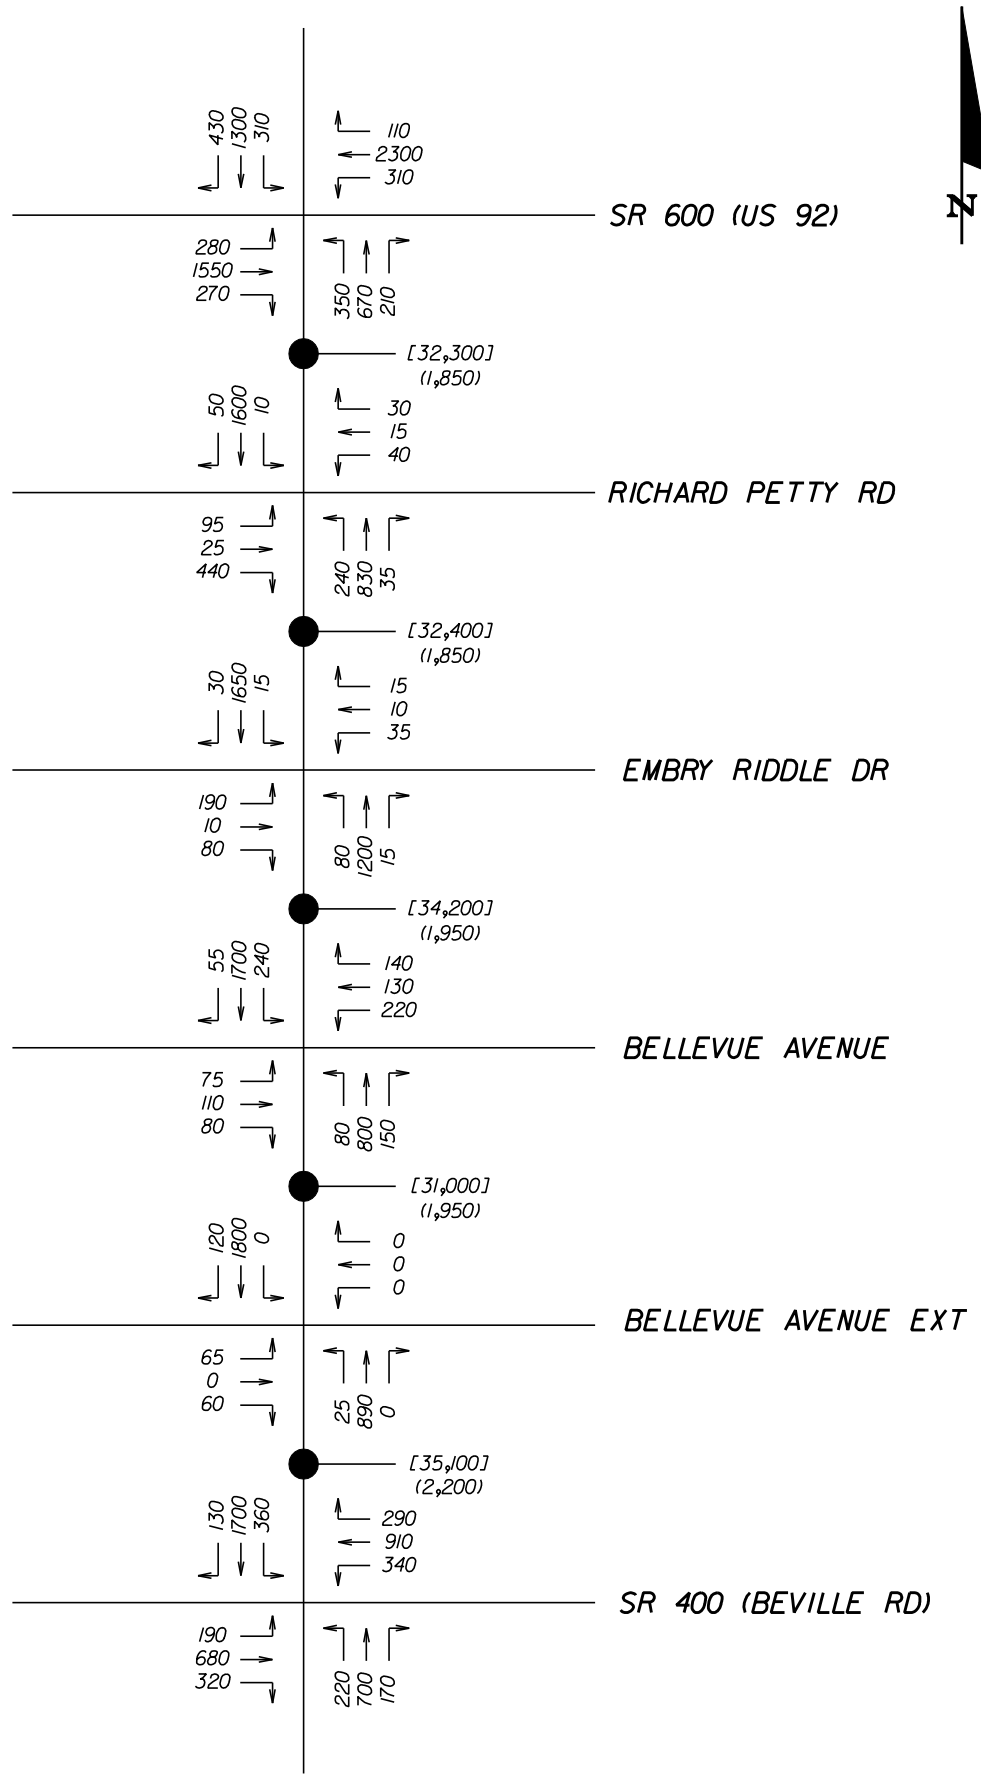 430 1300 310
110
2300
310
SR 600 (US 92)
N
280
1550
270
350 670 210
[32,300]
(1,850)
50 1600 10
30
15
40
RICHARD PETTY RD
95
25
440
240 830 35
[32,400]
(1,850)
30 1650 15
15
10
35
EMBRY RIDDLE DR
190
10
80
80 1200 15
[34,200]
(1,950)
55 1700 240
140
130
220
BELLEVUE AVENUE
75
110
80
80 800 150
[31,000]
(1,950)
120 1800 0
0
0
0
BELLEVUE AVENUE EXT
65
0
60
25 890 0
[35,100]
(2,200)
130 1700 360
290
910
340
SR 400 (BEVILLE RD)
190
680
320
220 700 170